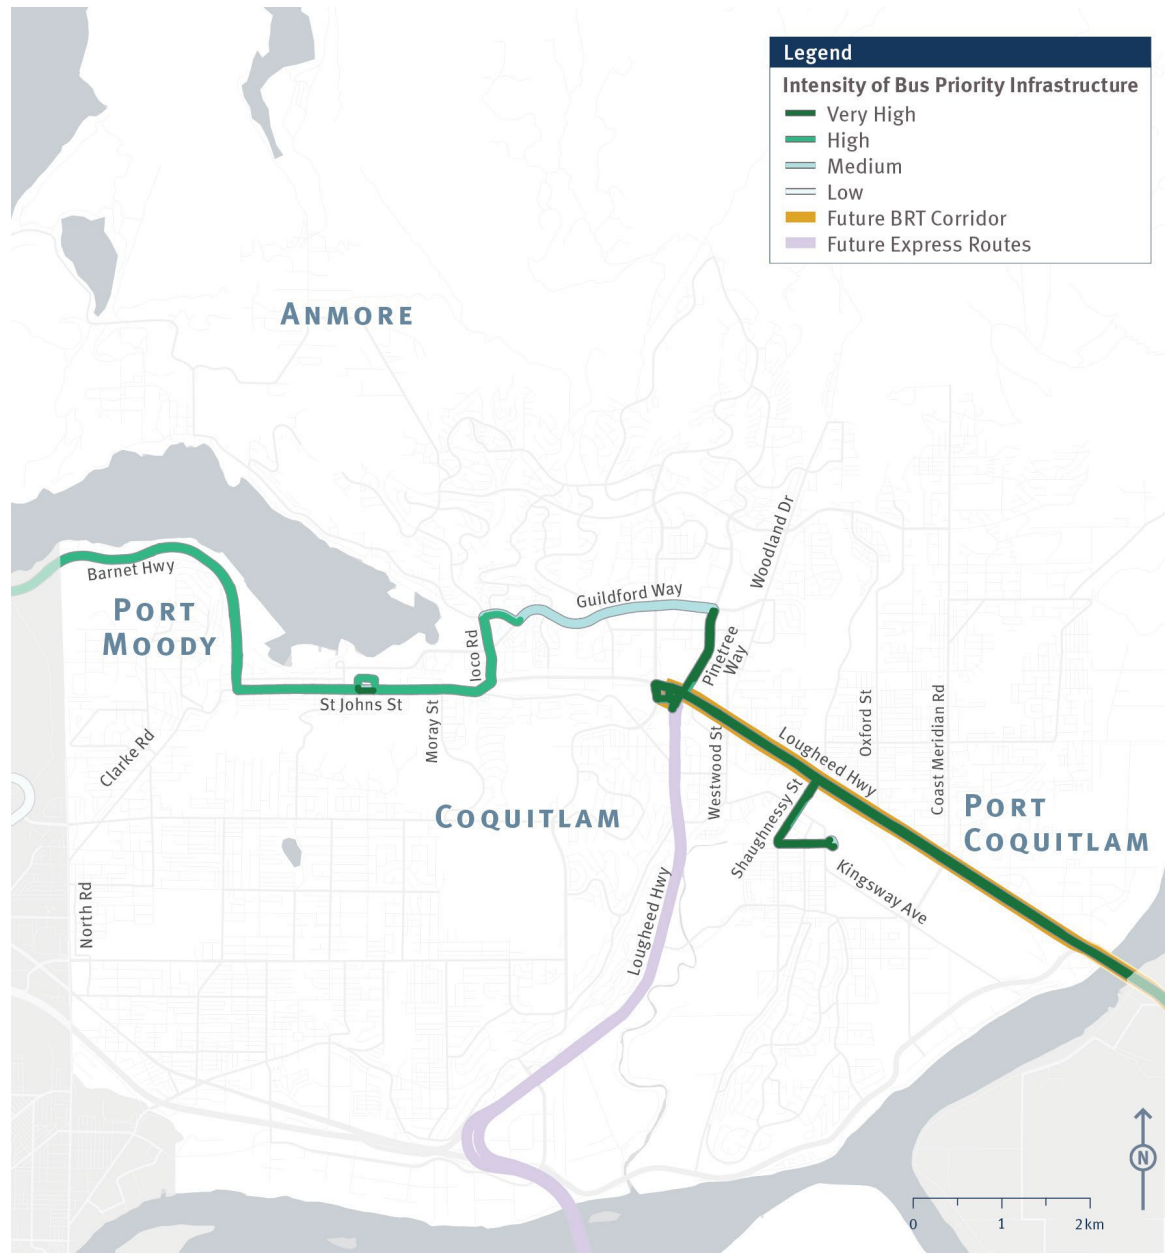 Legend
Intensity of Bus Priority Infrastructure
Very High
High
Medium
Low
Future BRT Corridor
Future Express Routes
ANMORE
Woodland Dr
Barnet Hwy
Guildford Way
PORT
MOODY
Ioco Rd
Pinetree
Way
St Johns St
Moray St
Clarke Rd
Oxford St
Coast Meridian Rd
Westwood St
Lougheed Hwy
COQUITLAM
Shaughnessy St
PORT
COQUITLAM
Kingsway Ave
North Rd
Lougheed Hwy
N
0 1 2 km